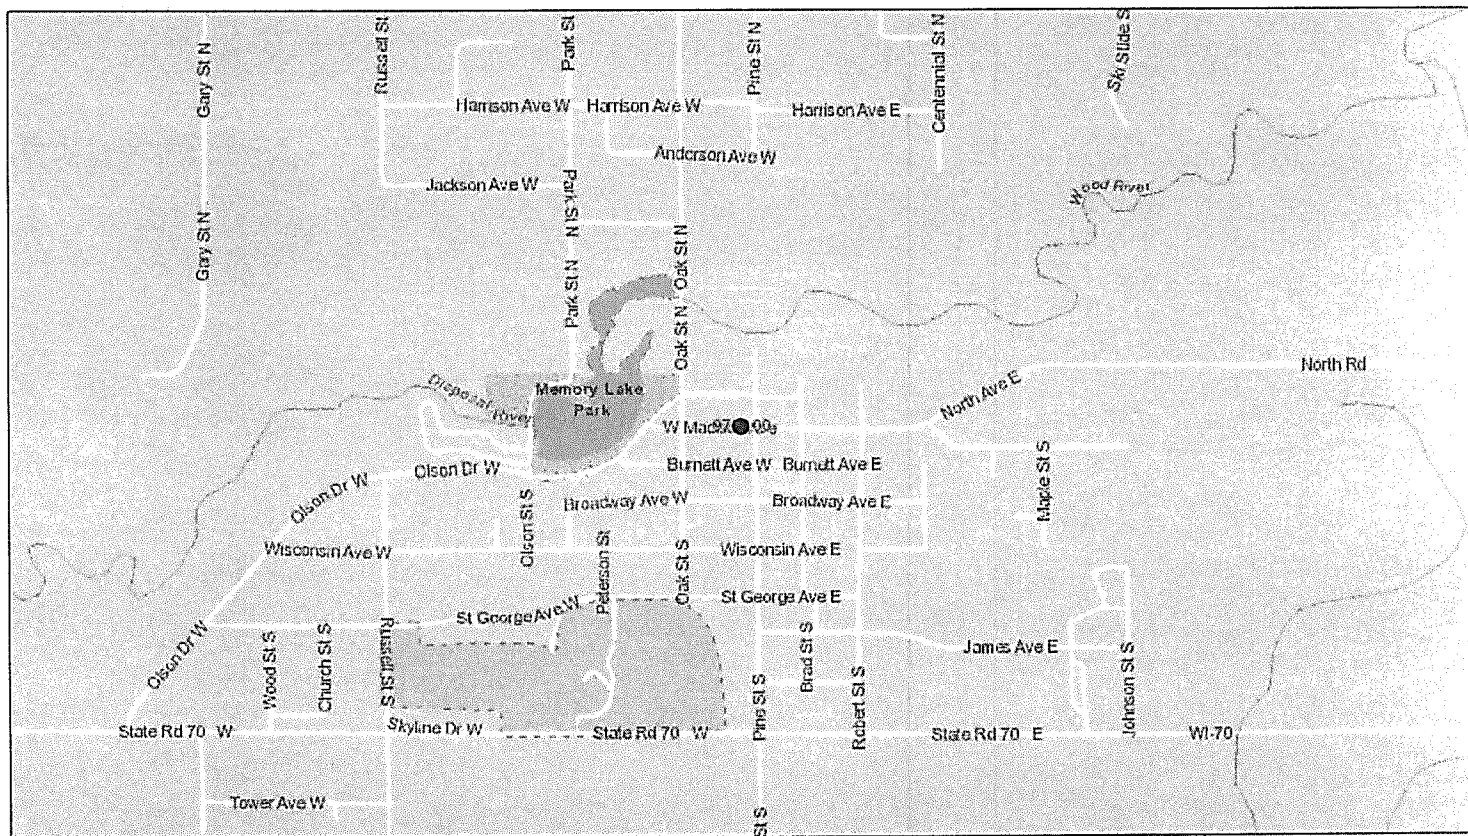 Gary St N
Russell St
Park St
Pine St N
Centennial St N
Ski Slide S
Harrison Ave W
Harrison Ave W
Harrison Ave E
Anderson Ave W
Jackson Ave W
Park St N
Wood River
Gary St N
Park St N
Oak St N
Oak St N
North Rd
Disposal River
Memory Lake
Park
North Ave E
W Mad
Burnett Ave W
Burnett Ave E
Olson Dr W
Olson Dr W
Broadway Ave W
Broadway Ave E
Maple St S
Olson St S
Wisconsin Ave W
Wisconsin Ave E
Peterson St
Oak St S
St George Ave W
St George Ave E
Olson Dr W
Wood St S
Church St S
Russell St S
Brad St S
James Ave E
Robert St S
Johnson St S
Pine St S
State Rd 70 W
Skyline Dr W
State Rd 70 W
State Rd 70 E
WI-70
Tower Ave W
St S